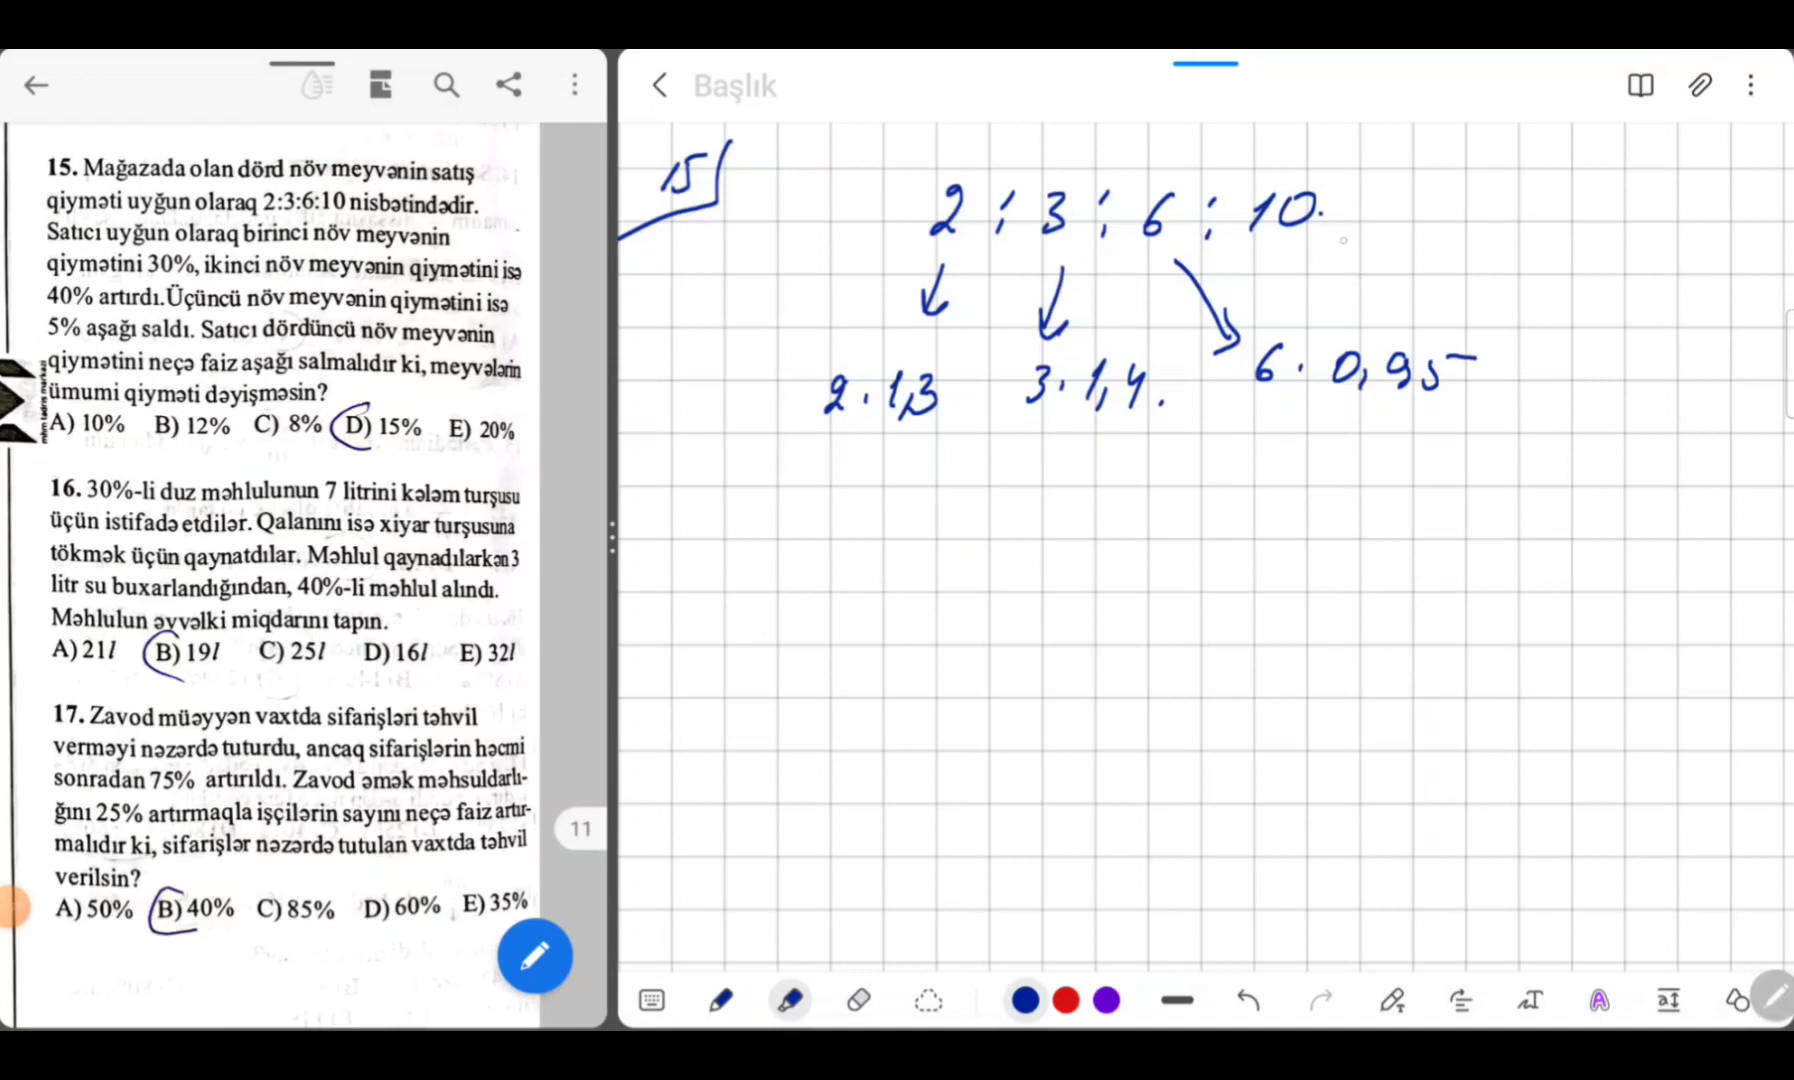 Başlık
15. Mağazada olan dörd növ meyvənin satış
qiyməti uyğun olaraq 2:3:6:10 nisbətindədir.
Satıcı uyğun olaraq birinci növ meyvənin
qiymətini 30%, ikinci növ meyvənin qiymətini isə
40% artırdı.Üçüncü növ meyvənin qiymətini isə
5% aşağı saldı. Satıcı dördüncü növ meyvənin
qiymətini neçə faiz aşağı salmalıdır ki, meyvələrin
ümumi qiyməti dəyişməsin?
A) 10% B) 12% C) 8% D) 15% E) 20%
16. 30%-li duz məhlulunun 7 litrini kələm turşusu
üçün istifadə etdilər. Qalanını isə xiyar turşusuna
tökmək üçün qaynatdılar. Məhlul qaynadılarkən 3
litr su buxarlandığından, 40%-li məhlul alındı.
Məhlulun əvvəlki miqdarını tapın.
A) 21l B) 19l C) 25l D) 16l E) 32l
17. Zavod müəyyən vaxtda sifarişləri təhvil
verməyi nəzərdə tuturdu, ancaq sifarişlərin həcmi
sonradan 75% artırıldı. Zavod əmək məhsuldarlı-
ğını 25% artırmaqla işçilərin sayını neçə faiz artır-
malıdır ki, sifarişlər nəzərdə tutulan vaxtda təhvil
verilsin?
A) 50% B) 40% C) 85% D) 60% E) 35%
11
15
2 : 3 : 6 : 10.
2 . 1,3 3 . 1,4 . 6 . 0,95